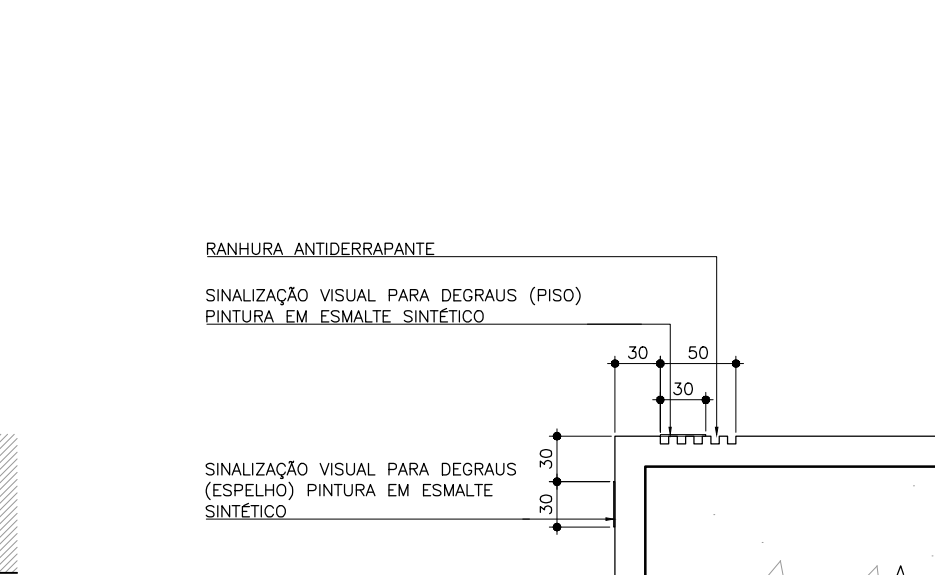 RANHURA ANTIDERRAPANTE
SINALIZAÇÃO VISUAL PARA DEGRAUS (PISO)
PINTURA EM ESMALTE SINTÉTICO
30 50
30
SINALIZAÇÃO VISUAL PARA DEGRAUS
(ESPELHO) PINTURA EM ESMALTE
SINTÉTICO
30
30